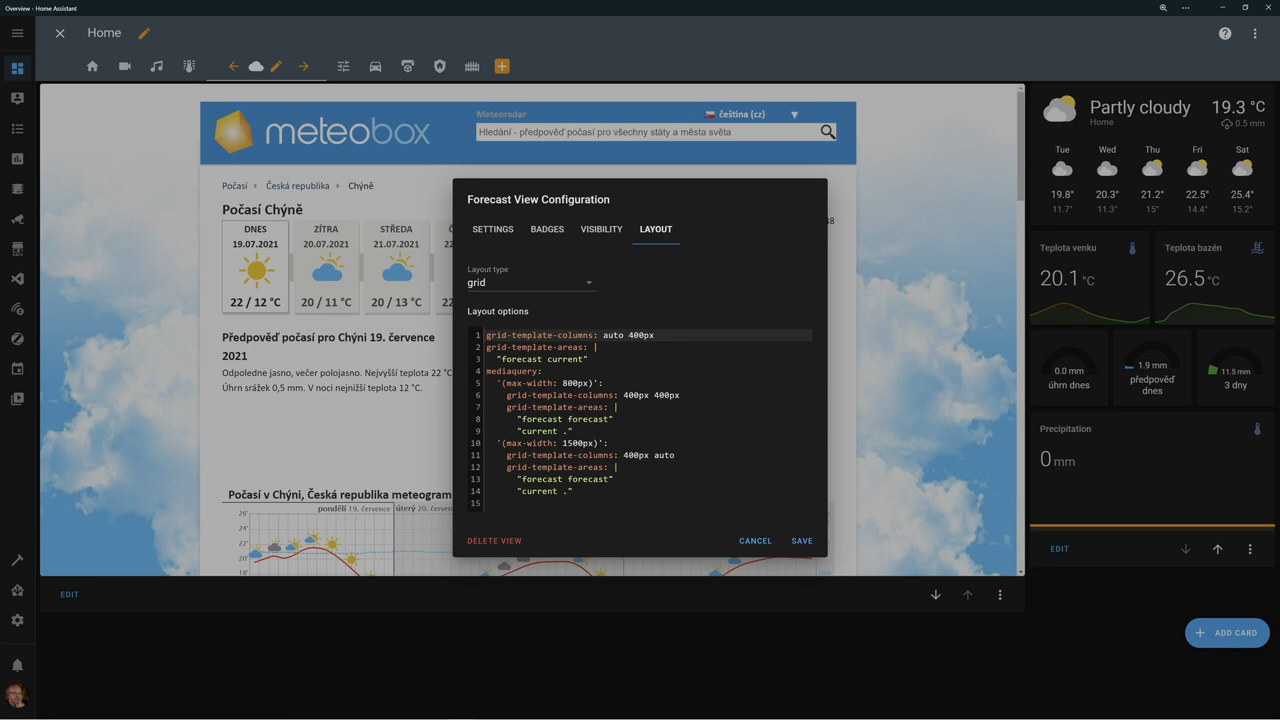 Overview - Home Assistant
Home
meteobox
Meteoradar
čeština (cz)
Hledání - předpověď počasí pro všechny státy a města světa
Počasí
Česká republika
Chýně
Počasí Chýně
DNES
19.07.2021
22 / 12 °C
ZÍTRA
20.07.2021
20 / 11 °C
STŘEDA
21.07.2021
20 / 13 °C
Předpověď počasí pro Chýni 19. července
2021
Odpoledne jasno, večer polojasno. Nejvyšší teplota 22 °C
Úhrn srážek 0,5 mm. V noci nejnižší teplota 12 °C.
Počasí v Chýni, Česká republika meteogram
pondělí 19. července
úterý 20. červenc
26'
24'
22'
20'
18'
EDIT
Forecast View Configuration
SETTINGS
BADGES
VISIBILITY
LAYOUT
Layout type
grid
Layout options
1 grid-template-columns: auto 400px
2 grid-template-areas: |
3 "forecast current"
4 mediaquery:
5 '(max-width: 800px)':
6 grid-template-columns: 400px 400px
7 grid-template-areas: |
8 "forecast forecast"
9 "current ."
10 '(max-width: 1500px)':
11 grid-template-columns: 400px auto
12 grid-template-areas: |
13 "forecast forecast"
14 "current ."
15
DELETE VIEW
CANCEL
SAVE
Partly cloudy
Home
19.3 °C
0.5 mm
Tue
Wed
Thu
Fri
Sat
19.8°
20.3°
21.2°
22.5°
25.4°
11.7°
11.3°
15°
14.4°
15.2°
Teplota venku
20.1 °C
Teplota bazén
26.5 °C
0.0 mm
úhrn dnes
1.9 mm
předpověď
dnes
11.5 mm
3 dny
Precipitation
0 mm
EDIT
ADD CARD